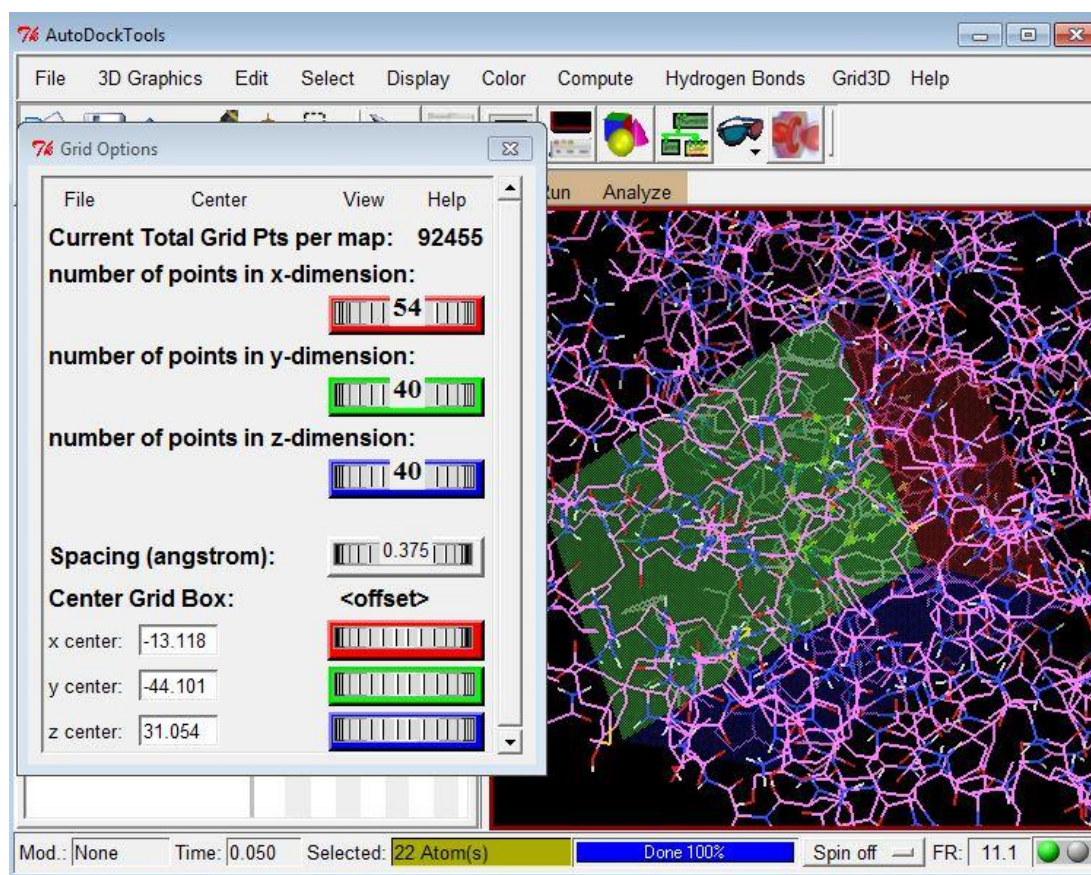 AutoDockTools
File 3D Graphics Edit Select Display Color Compute Hydrogen Bonds Grid3D Help
Grid Options
Analyze
File Center View Help
Current Total Grid Pts per map: 92455
number of points in x-dimension:
54
number of points in y-dimension:
40
number of points in z-dimension:
40
Spacing (angstrom): 0.375
Center Grid Box: <offset>
x center: -13.118
y center: -44.101
z center: 31.054
Mod.: None Time: 0.050 Selected: 22 Atom(s) Done 100% Spin off FR: 11.1